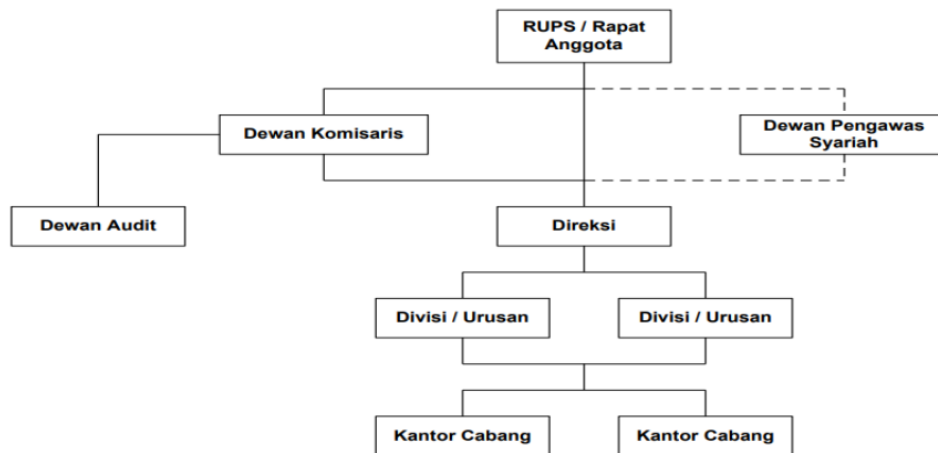 RUPS / Rapat
Anggota
Dewan Komisaris
Dewan Pengawas
Syariah
Dewan Audit
Direksi
Divisi / Urusan
Divisi / Urusan
Kantor Cabang
Kantor Cabang